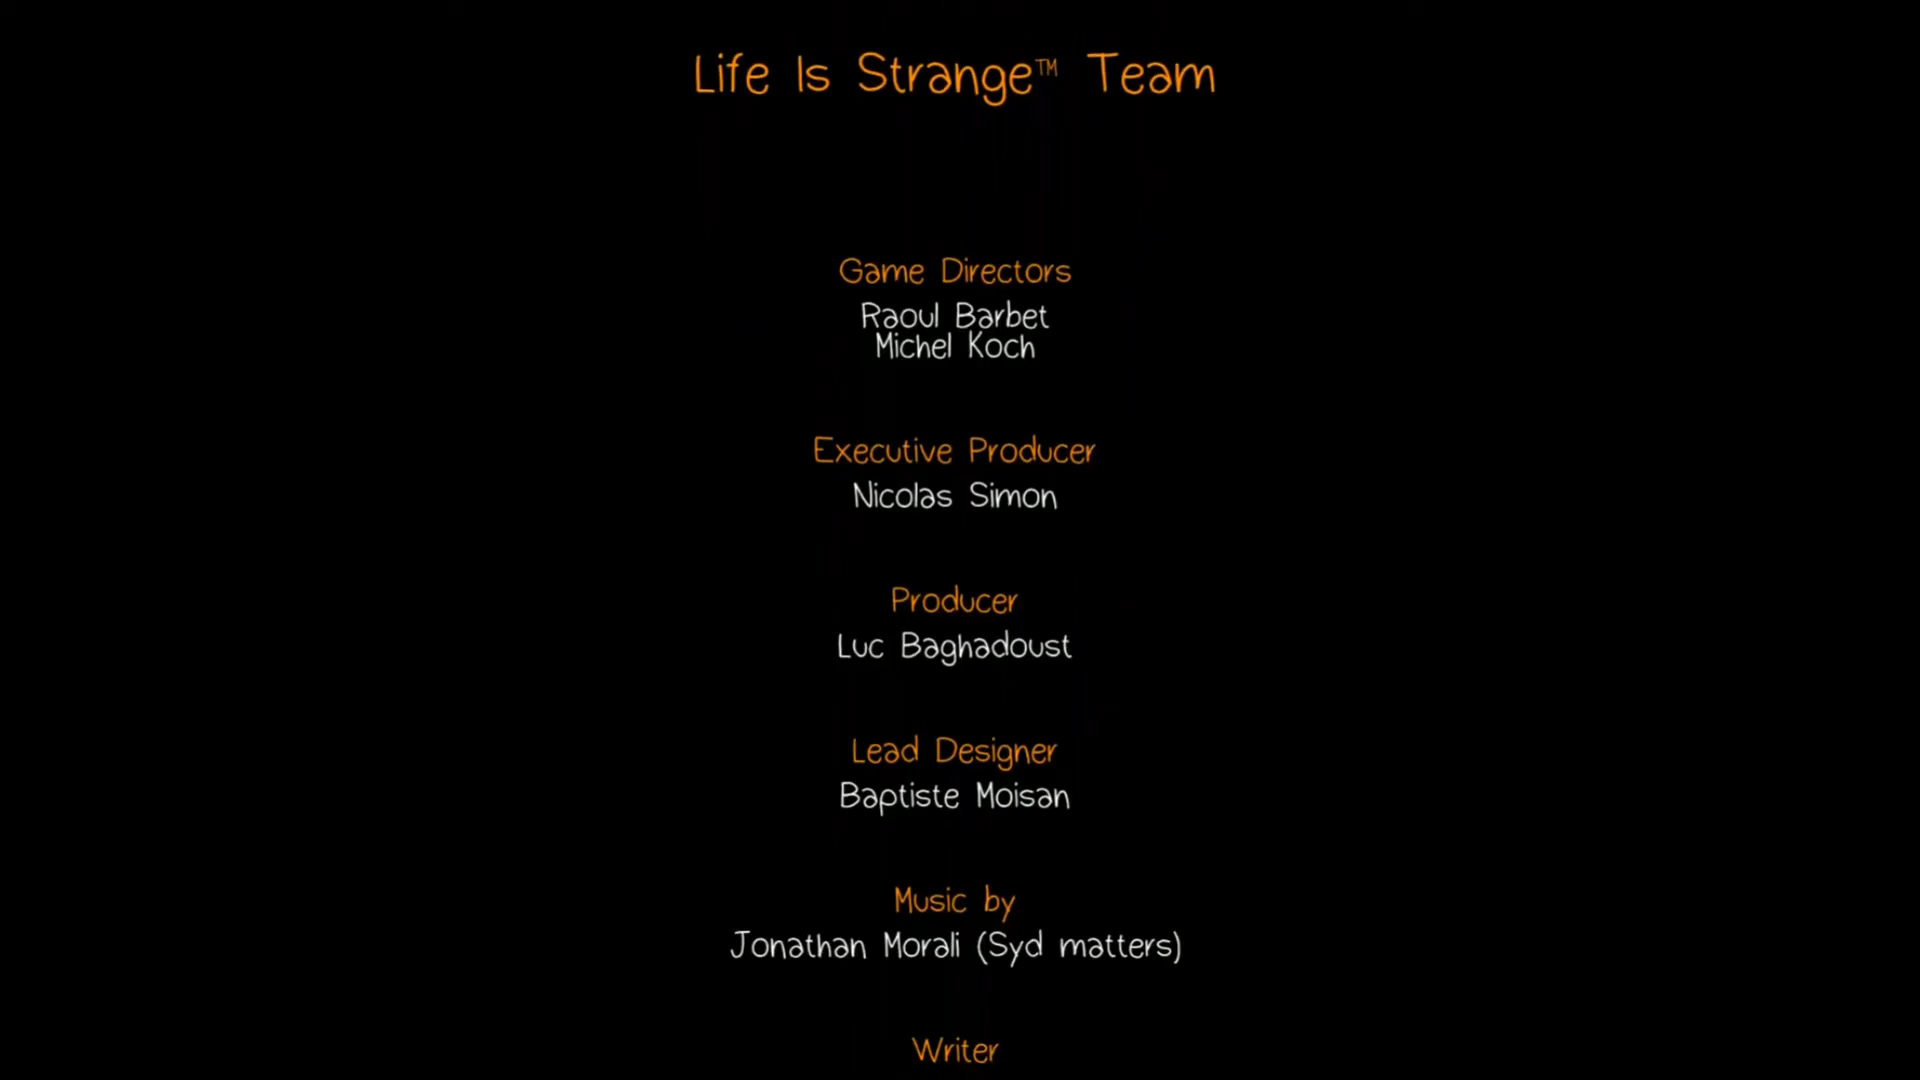 Life Is Strange™ Team
Game Directors
Raoul Barbet
Michel Koch
Executive Producer
Nicolas Simon
Producer
Luc Baghadoust
Lead Designer
Baptiste Moisan
Music by
Jonathan Morali (Syd matters)
Writer